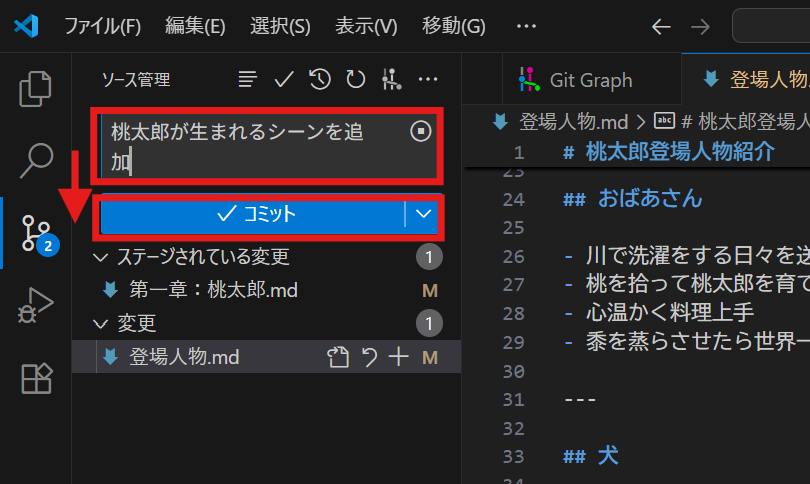 ファイル(F) 編集(E) 選択(S) 表示(V) 移動(G) ···
ソース管理
桃太郎が生まれるシーンを追
加
コミット
ステージされている変更 1
第一章：桃太郎.md M
変更 1
登場人物.md M
2
Git Graph 登場人物.
登場人物.md > abc # 桃太郎登場人
1 # 桃太郎登場人物紹介
23
24 ## おばあさん
25
26 - 川で洗濯をする日々を送
27 - 桃を拾って桃太郎を育て
28 - 心温かく料理上手
29 - 黍を蒸らさせたら世界一
30
31 ---
32
33 ## 犬